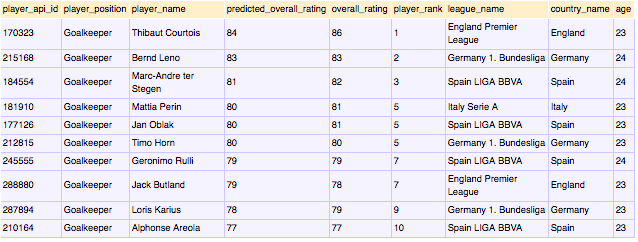 player_api_id player_position player_name predicted_overall_rating overall_rating player_rank league_name country_name age
170323 Goalkeeper Thibaut Courtois 84 86 1 England Premier League England 23
215168 Goalkeeper Bernd Leno 83 83 2 Germany 1. Bundesliga Germany 24
184554 Goalkeeper Marc-Andre ter Stegen 81 82 3 Spain LIGA BBVA Spain 24
181910 Goalkeeper Mattia Perin 80 81 5 Italy Serie A Italy 23
177126 Goalkeeper Jan Oblak 80 81 5 Spain LIGA BBVA Spain 23
212815 Goalkeeper Timo Horn 80 80 5 Germany 1. Bundesliga Germany 23
245555 Goalkeeper Geronimo Rulli 79 79 7 Spain LIGA BBVA Spain 24
288880 Goalkeeper Jack Butland 79 78 7 England Premier League England 23
287894 Goalkeeper Loris Karius 78 79 9 Germany 1. Bundesliga Germany 23
210164 Goalkeeper Alphonse Areola 77 77 10 Spain LIGA BBVA Spain 23